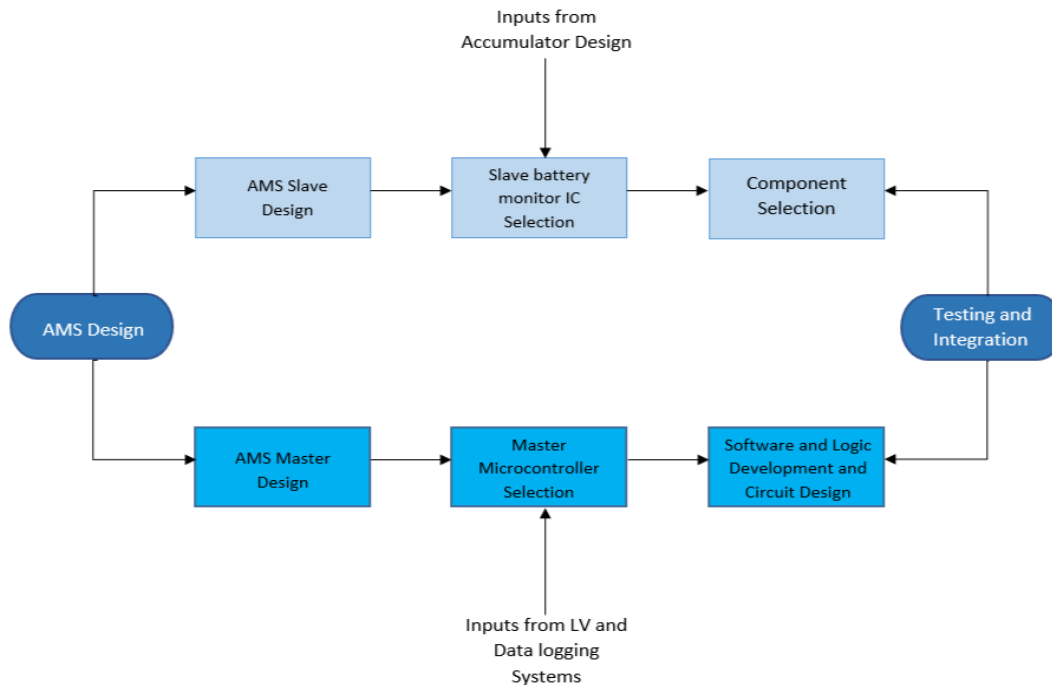 Inputs from
Accumulator Design
AMS Slave
Design
Slave battery
monitor IC
Selection
Component
Selection
AMS Design
Testing and
Integration
AMS Master
Design
Master
Microcontroller
Selection
Software and Logic
Development and
Circuit Design
Inputs from LV and
Data logging
Systems